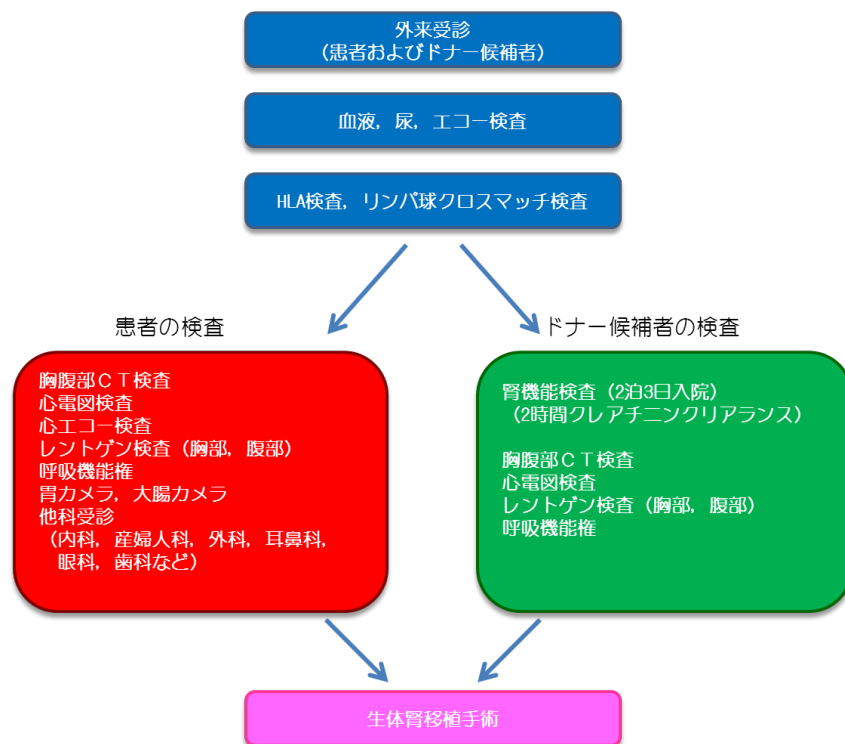 外来受診
(患者およびドナー候補者)
血液, 尿, エコー検査
HLA検査, リンパ球クロスマッチ検査
患者の検査
胸腹部CT検査
心電図検査
心エコー検査
レントゲン検査 (胸部, 腹部)
呼吸機能権
胃カメラ, 大腸カメラ
他科受診
(内科, 産婦人科, 外科, 耳鼻科,
眼科, 歯科など)
ドナー候補者の検査
腎機能検査 (2泊3日入院)
(2時間クレアチニンクリアランス)
胸腹部CT検査
心電図検査
レントゲン検査 (胸部, 腹部)
呼吸機能権
生体腎移植手術